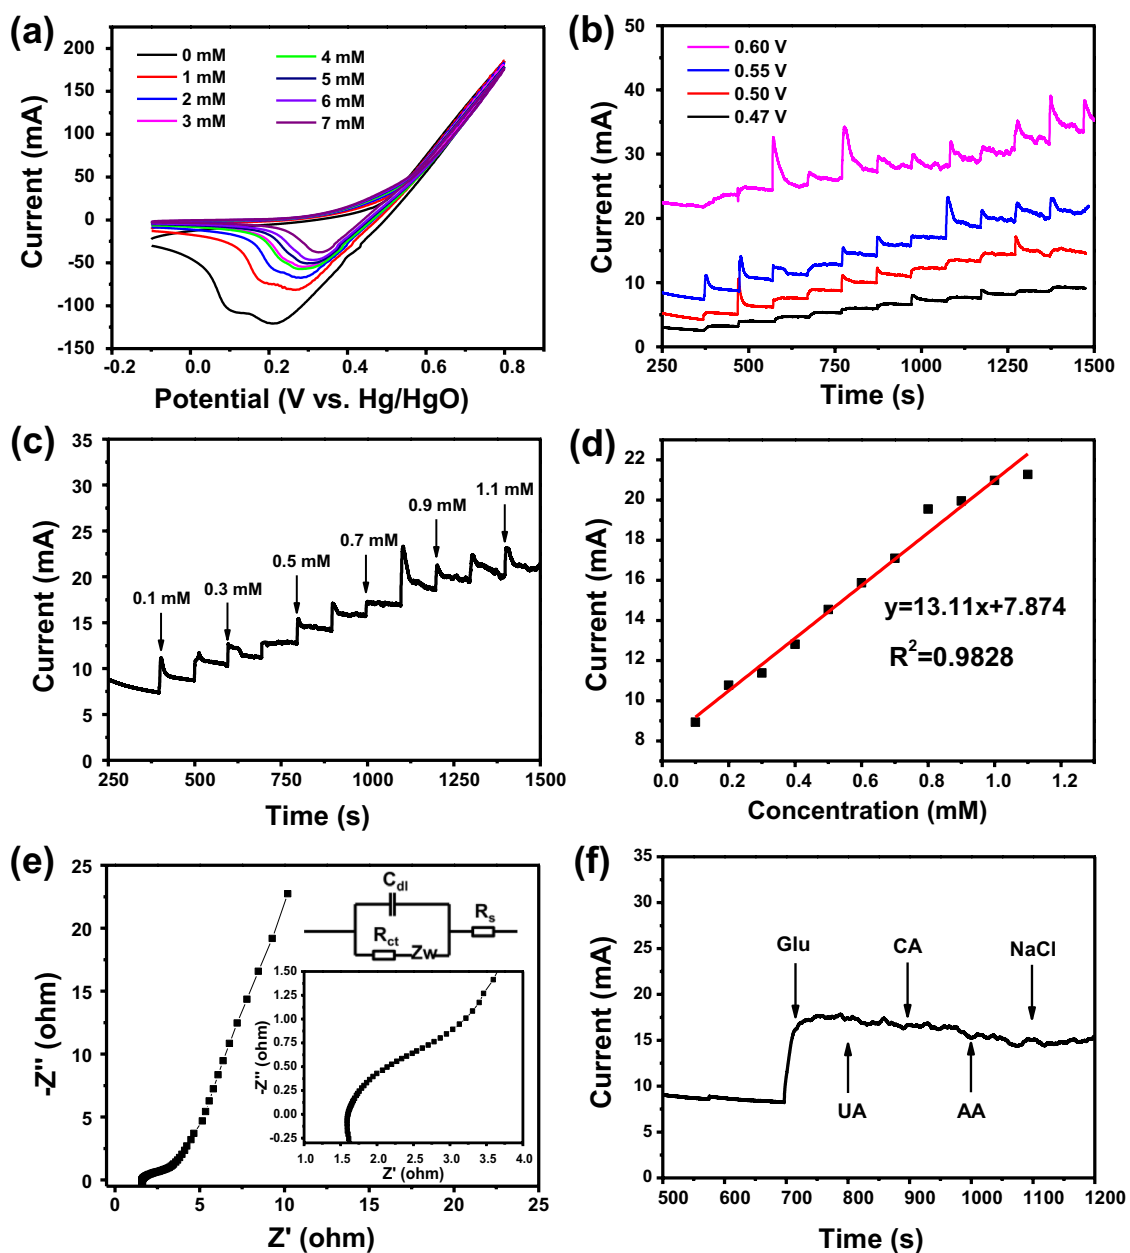 (a)
Current (mA)
200
150
100
50
0
-50
-100
-150
0 mM
1 mM
2 mM
3 mM
4 mM
5 mM
6 mM
7 mM
-0.2 0.0 0.2 0.4 0.6 0.8
Potential (V vs. Hg/HgO)
(b)
Current (mA)
50
40
30
20
10
0
0.60 V
0.55 V
0.50 V
0.47 V
250 500 750 1000 1250 1500
Time (s)
(c)
Current (mA)
35
30
25
20
15
10
5
0
0.1 mM
0.3 mM
0.5 mM
0.7 mM
0.9 mM
1.1 mM
250 500 750 1000 1250 1500
Time (s)
(d)
Current (mA)
22
20
18
16
14
12
10
8
y=13.11x+7.874
R²=0.9828
0.0 0.2 0.4 0.6 0.8 1.0 1.2
Concentration (mM)
(e)
-Z'' (ohm)
25
20
15
10
5
0
C_dl
R_ct
Zw
R_s
-Z'' (ohm)
1.50
1.25
1.00
0.75
0.50
0.25
0.00
-0.25
1.0 1.5 2.0 2.5 3.0 3.5 4.0
Z' (ohm)
0 5 10 15 20 25
Z' (ohm)
(f)
Current (mA)
35
30
25
20
15
10
5
0
Glu
CA
NaCl
UA
AA
500 600 700 800 900 1000 1100 1200
Time (s)